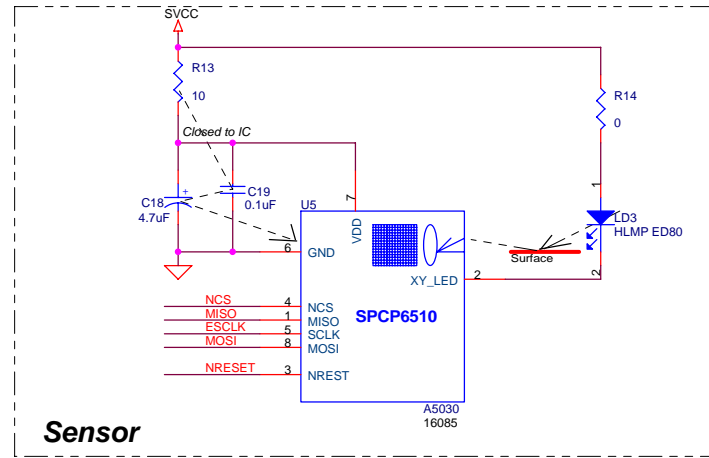 SVCC
R13
10
R14
0
Closed to IC
C18
+
4.7uF
C19
0.1uF
U5
7
VDD
1
LD3
HLMP ED80
6
GND
Surface
XY_LED
2
2
SPCP6510
NCS
4
NCS
MISO
1
MISO
ESCLK
5
SCLK
MOSI
8
MOSI
NRESET
3
NREST
A5030
16085
Sensor